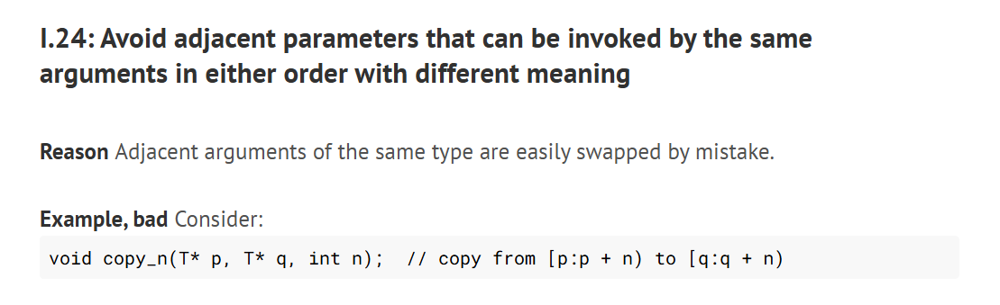 I.24: Avoid adjacent parameters that can be invoked by the same
arguments in either order with different meaning
Reason Adjacent arguments of the same type are easily swapped by mistake.
Example, bad Consider:
void copy_n(T* p, T* q, int n);  // copy from [p:p + n) to [q:q + n)